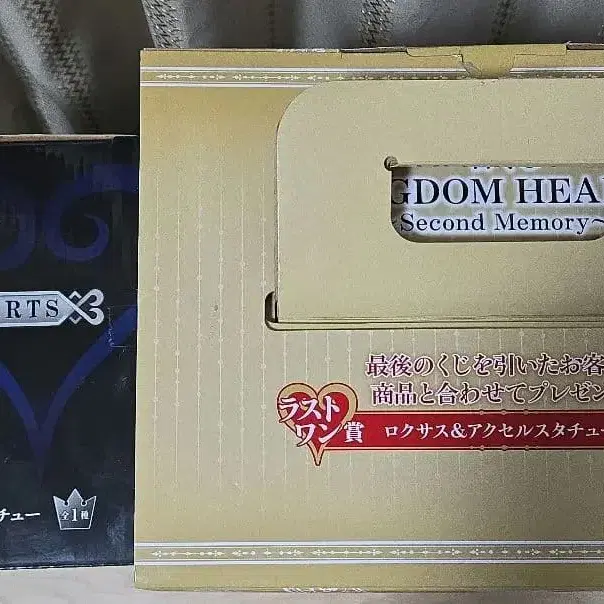 GDOM HEA
Second Memory~
最後のくじを引いたお客
商品と合わせてプレゼン
ラスト
ワン賞
ロクサス&アクセルスタチュー
RTS
チュー
全1種